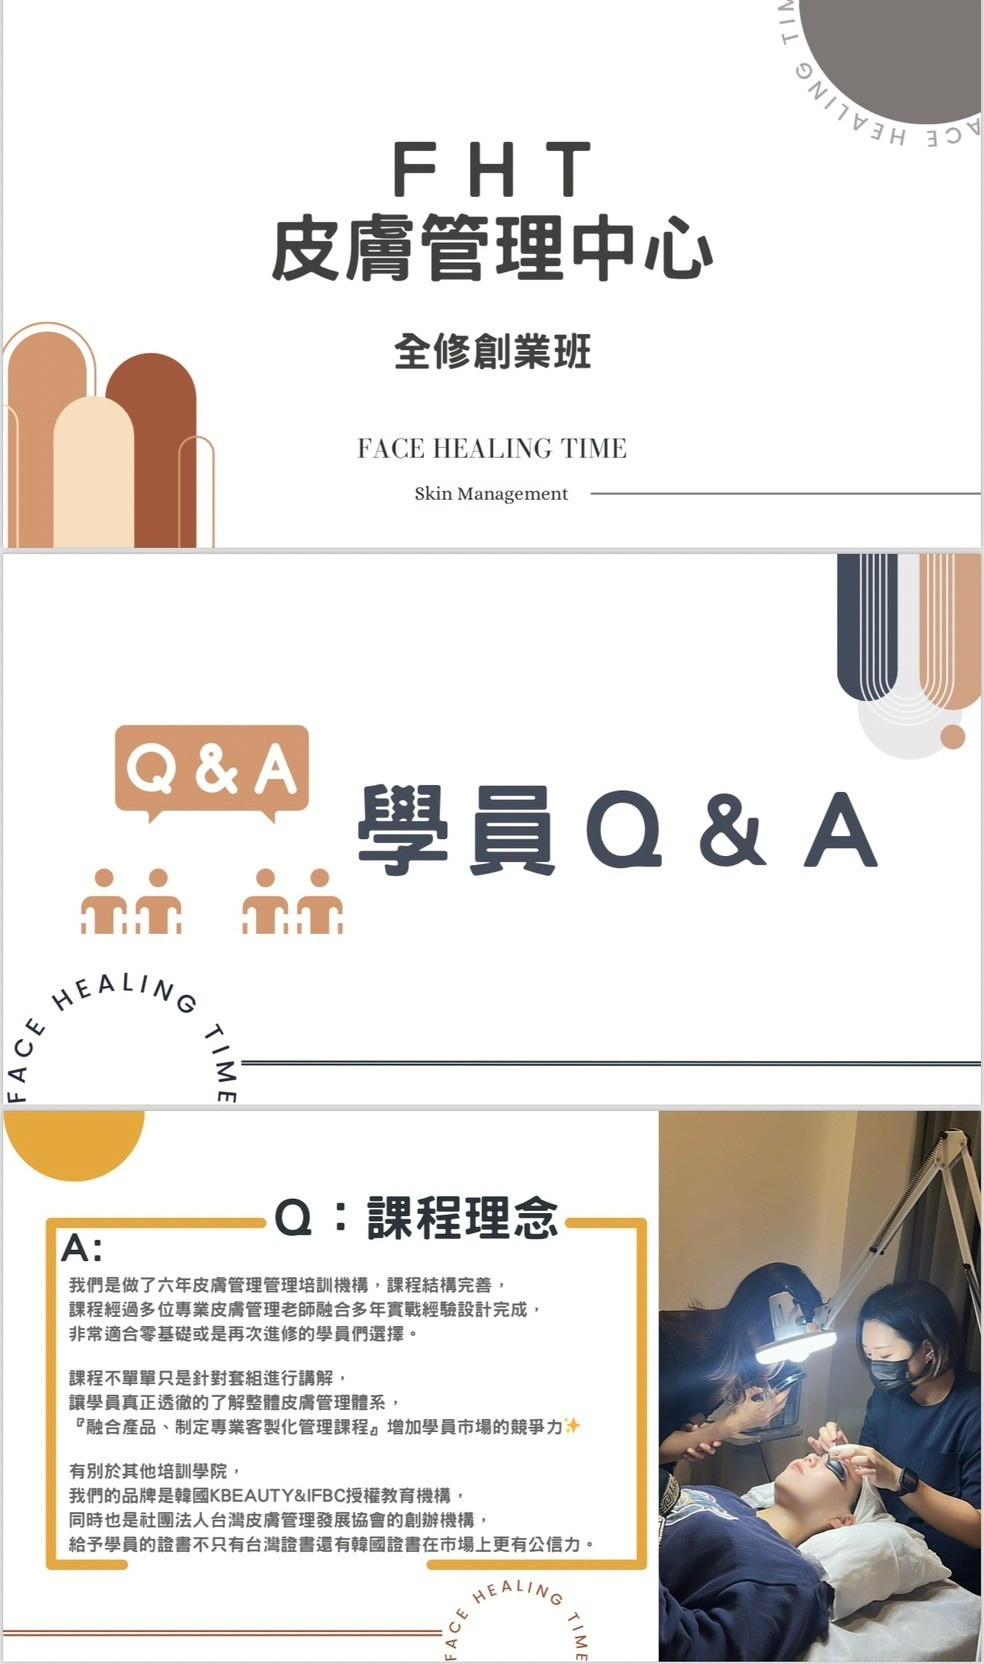 FACE HEALING TIM
FHT
皮膚管理中心
全修創業班
FACE HEALING TIME
Skin Management
Q&A
學員Q&A
FACE HEALING TIME
Q：課程理念
A:
我們是做了六年皮膚管理管理培訓機構，課程結構完善，
課程經過多位專業皮膚管理老師融合多年實戰經驗設計完成，
非常適合零基礎或是再次進修的學員們選擇。
課程不單單只是針對套組進行講解，
讓學員真正透徹的了解整體皮膚管理體系，
『融合產品、制定專業客製化管理課程』增加學員市場的競爭力✨
有別於其他培訓學院，
我們的品牌是韓國KBEAUTY&IFBC授權教育機構，
同時也是社團法人台灣皮膚管理發展協會的創辦機構，
給予學員的證書不只有台灣證書還有韓國證書在市場上更有公信力。
FACE HEALING TIME